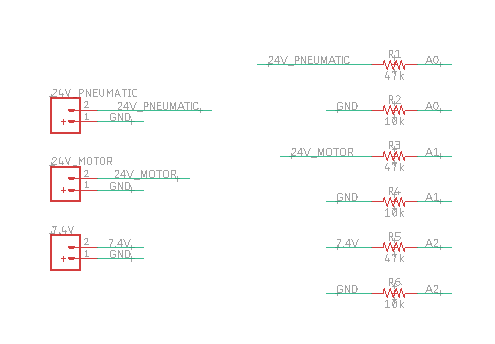 24V_PNEUMATIC
2 24V_PNEUMATIC
1 GND
24V_MOTOR
2 24V_MOTOR
1 GND
7.4V
2 7.4V
1 GND
R1
24V_PNEUMATIC A0
47k
R2
GND A0
10k
R3
24V_MOTOR A1
47k
R4
GND A1
10k
R5
7.4V A2
47k
R6
GND A2
10k